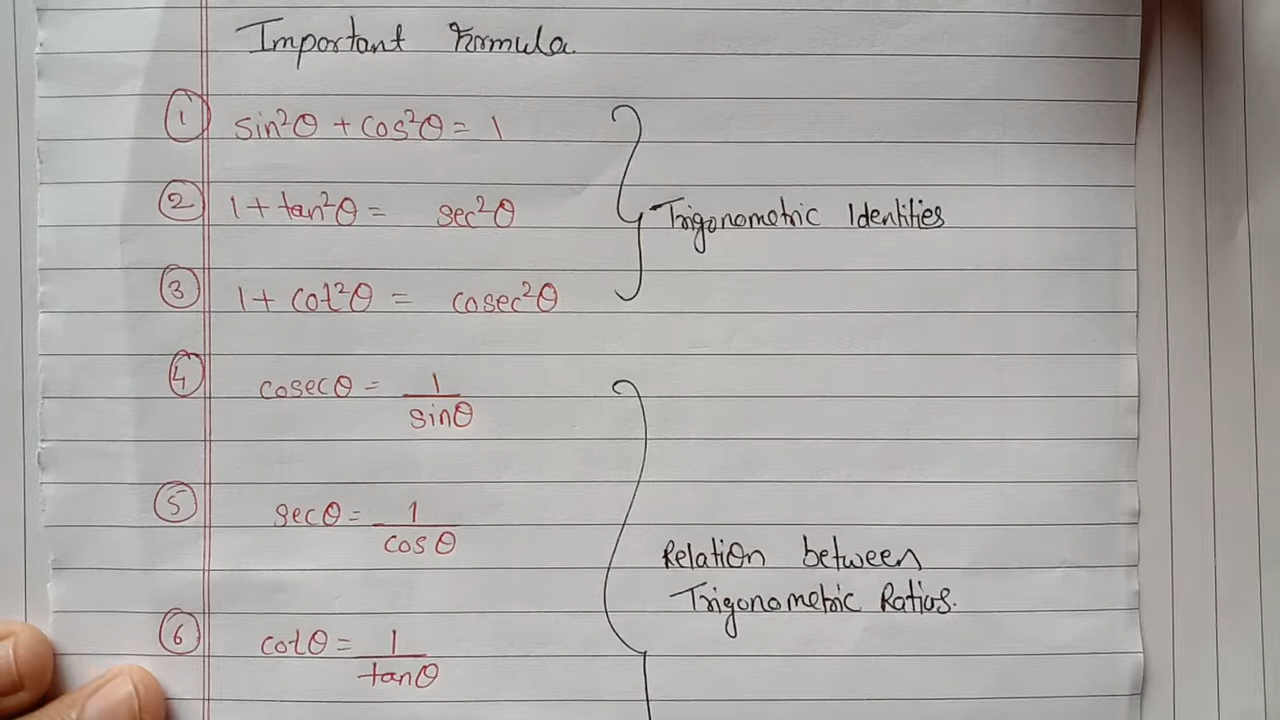 Important Formula.
① sin²θ + cos²θ = 1
② 1 + tan²θ = sec²θ
Trigonometric Identities
③ 1 + cot²θ = cosec²θ
④ cosecθ = 1/sinθ
⑤ secθ = 1/cosθ
Relation between
Trigonometric Ratios.
⑥ cotθ = 1/tanθ